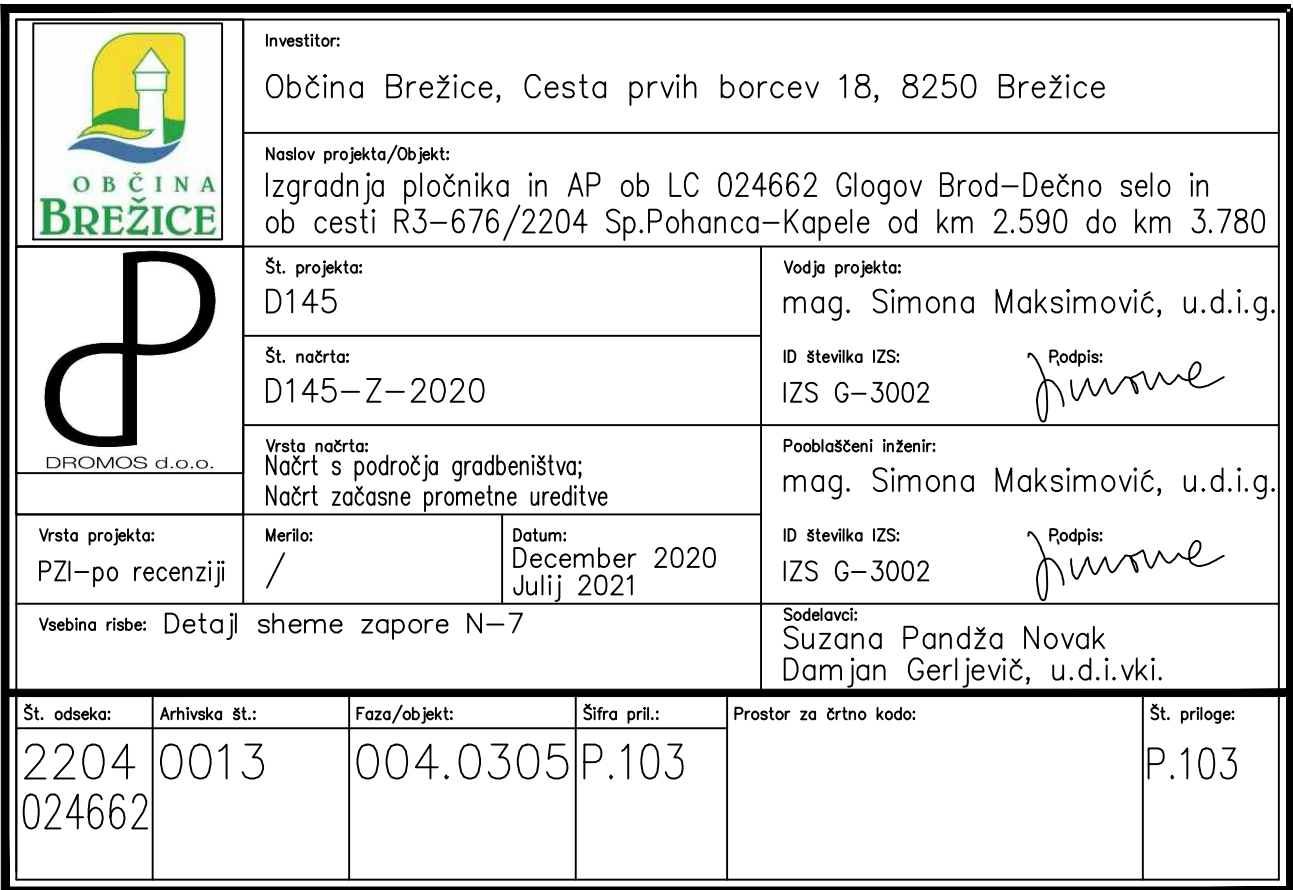 OBČINA
BREŽICE
Investitor:
Občina Brežice, Cesta prvih borcev 18, 8250 Brežice
Naslov projekta/Objekt:
Izgradnja pločnika in AP ob LC 024662 Glogov Brod-Dečno selo in
ob cesti R3-676/2204 Sp.Pohanca-Kapele od km 2.590 do km 3.780
DROMOS d.o.o.
Št. projekta:
D145
Vodja projekta:
mag. Simona Maksimović, u.d.i.g.
Št. načrta:
D145-Z-2020
ID številka IZS:
IZS G-3002
Podpis:
Vrsta načrta:
Načrt s področja gradbeništva;
Načrt začasne prometne ureditve
Pooblaščeni inženir:
mag. Simona Maksimović, u.d.i.g.
Vrsta projekta:
PZI-po recenziji
Merilo:
/
Datum:
December 2020
Julij 2021
ID številka IZS:
IZS G-3002
Podpis:
Vsebina risbe: Detajl sheme zapore N-7
Sodelavci:
Suzana Pandža Novak
Damjan Gerljevič, u.d.i.vki.
Št. odseka:
2204
024662
Arhivska št.:
0013
Faza/objekt:
004.0305
Šifra pril.:
P.103
Prostor za črtno kodo:
Št. priloge:
P.103